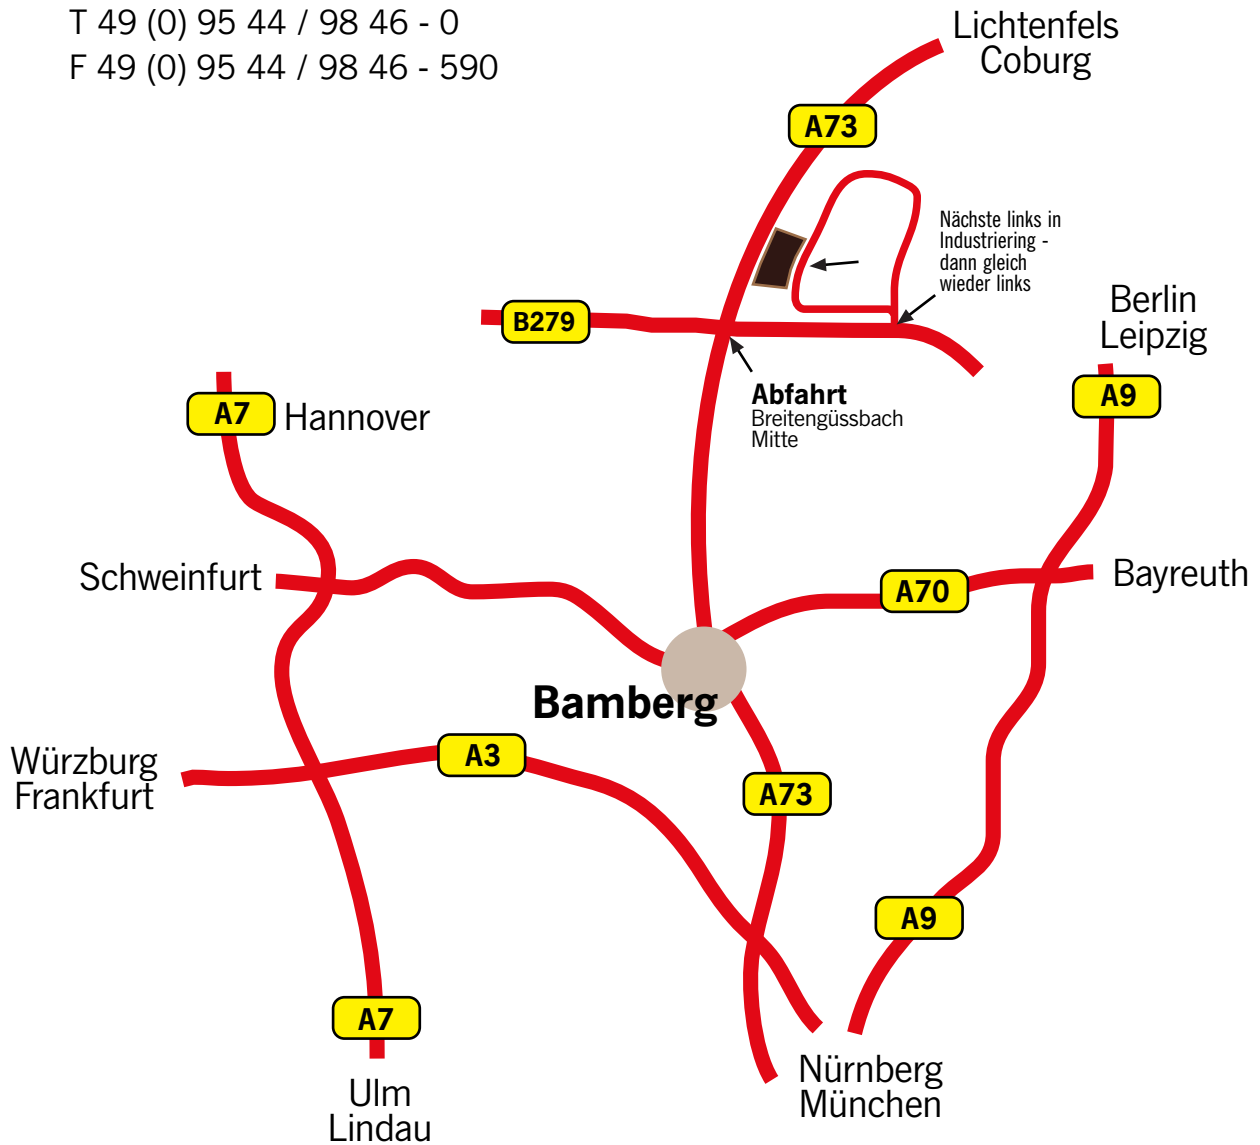 T 49 (0) 95 44 / 98 46 - 0
F 49 (0) 95 44 / 98 46 - 590
Lichtenfels
Coburg
A73
Nächste links in
Industriering -
dann gleich
wieder links
B279
Berlin
Leipzig
A9
Abfahrt
Breitengüssbach
Mitte
A7
Hannover
Schweinfurt
A70
Bayreuth
Bamberg
Würzburg
Frankfurt
A3
A73
A9
A7
Ulm
Lindau
Nürnberg
München